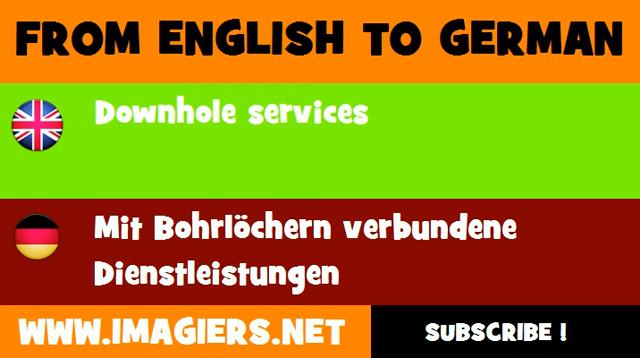 FROM ENGLISH TO GERMAN
Downhole services
Mit Bohrlöchern verbundene
Dienstleistungen
WWW.IMAGIERS.NET
SUBSCRIBE !